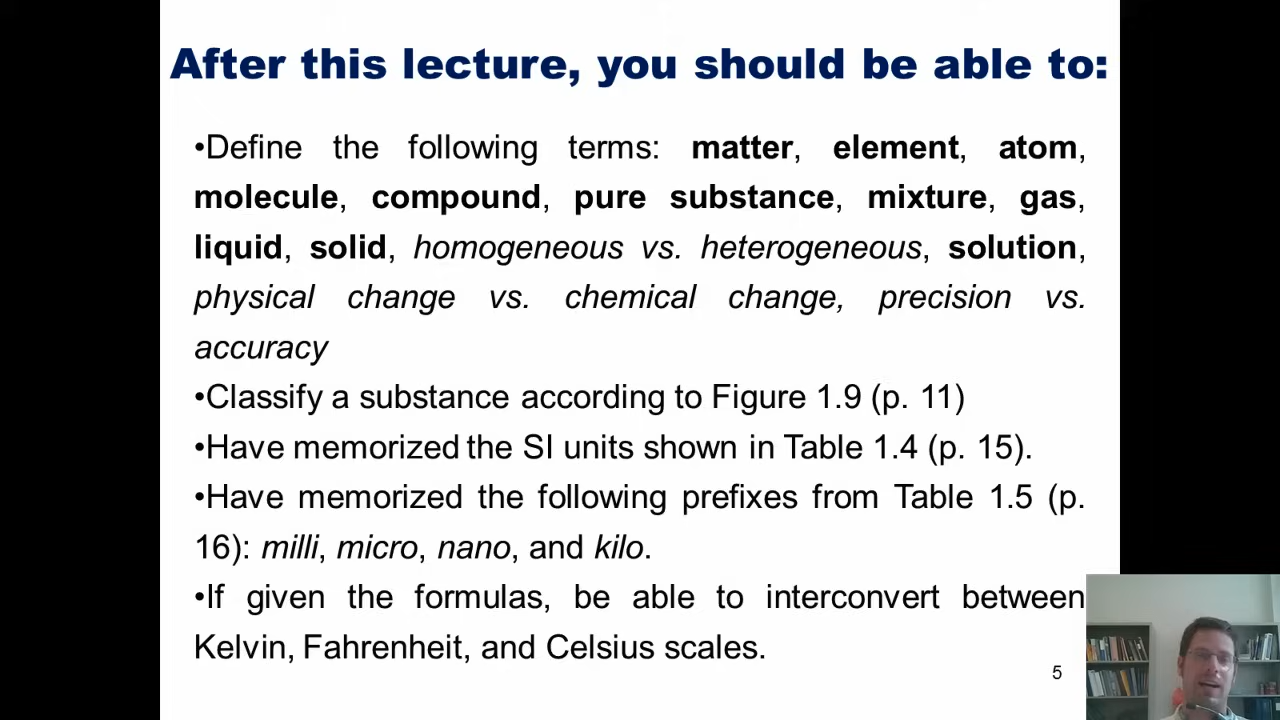 After this lecture, you should be able to:
•Define the following terms: matter, element, atom,
molecule, compound, pure substance, mixture, gas,
liquid, solid, homogeneous vs. heterogeneous, solution,
physical change vs. chemical change, precision vs.
accuracy
•Classify a substance according to Figure 1.9 (p. 11)
•Have memorized the SI units shown in Table 1.4 (p. 15).
•Have memorized the following prefixes from Table 1.5 (p.
16): milli, micro, nano, and kilo.
•If given the formulas, be able to interconvert between
Kelvin, Fahrenheit, and Celsius scales.
5